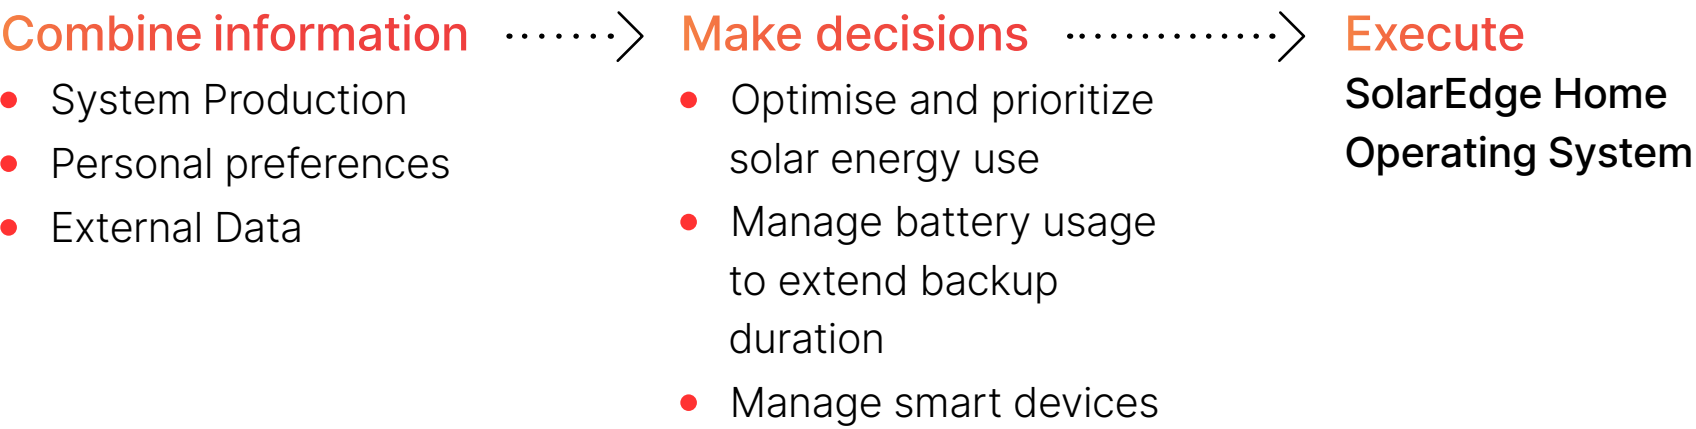 Combine information
System Production
Personal preferences
External Data
Make decisions
Optimise and prioritize
solar energy use
Manage battery usage
to extend backup
duration
Manage smart devices
Execute
SolarEdge Home
Operating System